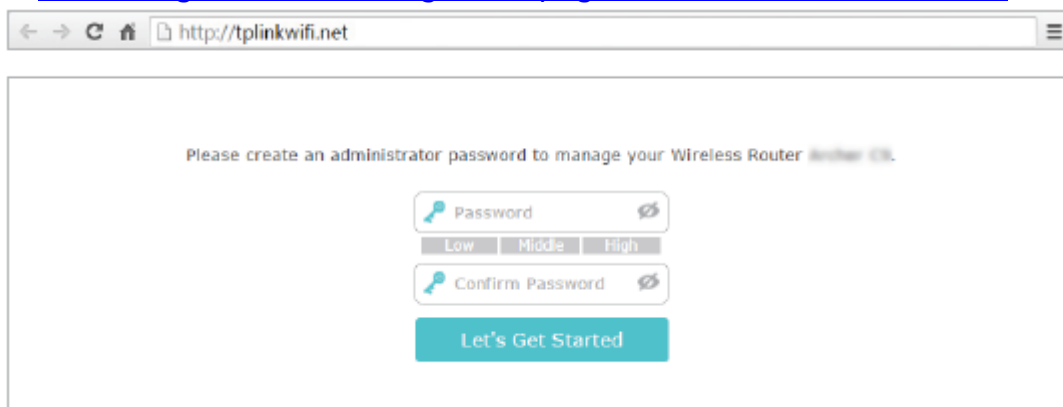 http://tplinkwifi.net
Please create an administrator password to manage your Wireless Router
Password
Low Middle High
Confirm Password
Let's Get Started